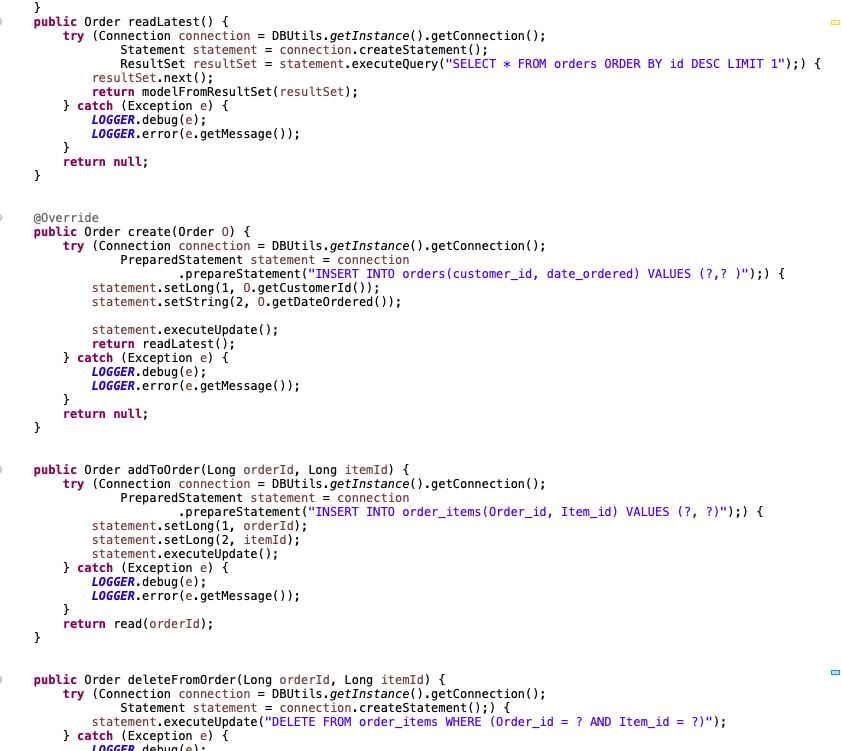 }
public Order readLatest() {
try (Connection connection = DBUtils.getInstance().getConnection();
Statement statement = connection.createStatement();
ResultSet resultSet = statement.executeQuery("SELECT * FROM orders ORDER BY id DESC LIMIT 1");) {
resultSet.next();
return modelFromResultSet(resultSet);
} catch (Exception e) {
LOGGER.debug(e);
LOGGER.error(e.getMessage());
}
return null;
}
@Override
public Order create(Order O) {
try (Connection connection = DBUtils.getInstance().getConnection();
PreparedStatement statement = connection
.prepareStatement("INSERT INTO orders(customer_id, date_ordered) VALUES (?,? )");) {
statement.setLong(1, O.getCustomerId());
statement.setString(2, O.getDateOrdered());
statement.executeUpdate();
return readLatest();
} catch (Exception e) {
LOGGER.debug(e);
LOGGER.error(e.getMessage());
}
return null;
}
public Order addToOrder(Long orderId, Long itemId) {
try (Connection connection = DBUtils.getInstance().getConnection();
PreparedStatement statement = connection
.prepareStatement("INSERT INTO order_items(Order_id, Item_id) VALUES (?, ?)");) {
statement.setLong(1, orderId);
statement.setLong(2, itemId);
statement.executeUpdate();
} catch (Exception e) {
LOGGER.debug(e);
LOGGER.error(e.getMessage());
}
return read(orderId);
}
public Order deleteFromOrder(Long orderId, Long itemId) {
try (Connection connection = DBUtils.getInstance().getConnection();
Statement statement = connection.createStatement();) {
statement.executeUpdate("DELETE FROM order_items WHERE (Order_id = ? AND Item_id = ?)");
} catch (Exception e) {
LOGGER.debug(e);